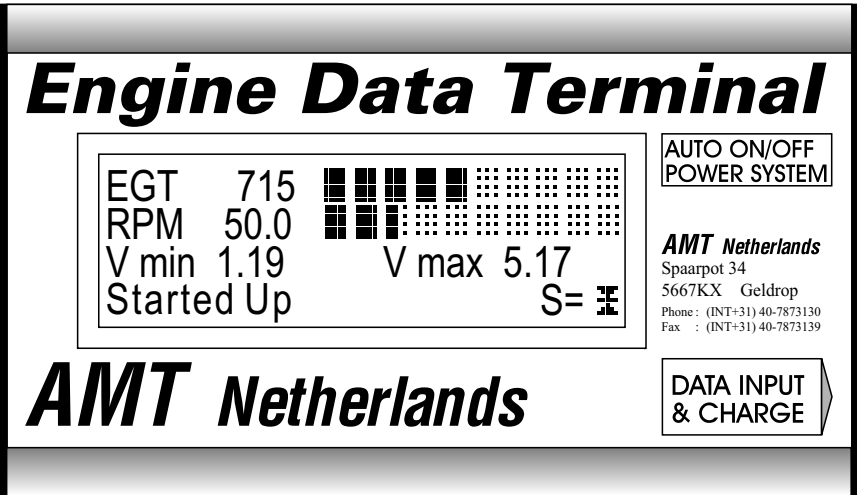 Engine Data Terminal
EGT 715
RPM 50.0
V min 1.19 V max 5.17
Started Up S=
AUTO ON/OFF
POWER SYSTEM
AMT Netherlands
Spaarpot 34
5667KX Geldrop
Phone : (INT+31) 40-7873130
Fax : (INT+31) 40-7873139
AMT Netherlands
DATA INPUT
& CHARGE